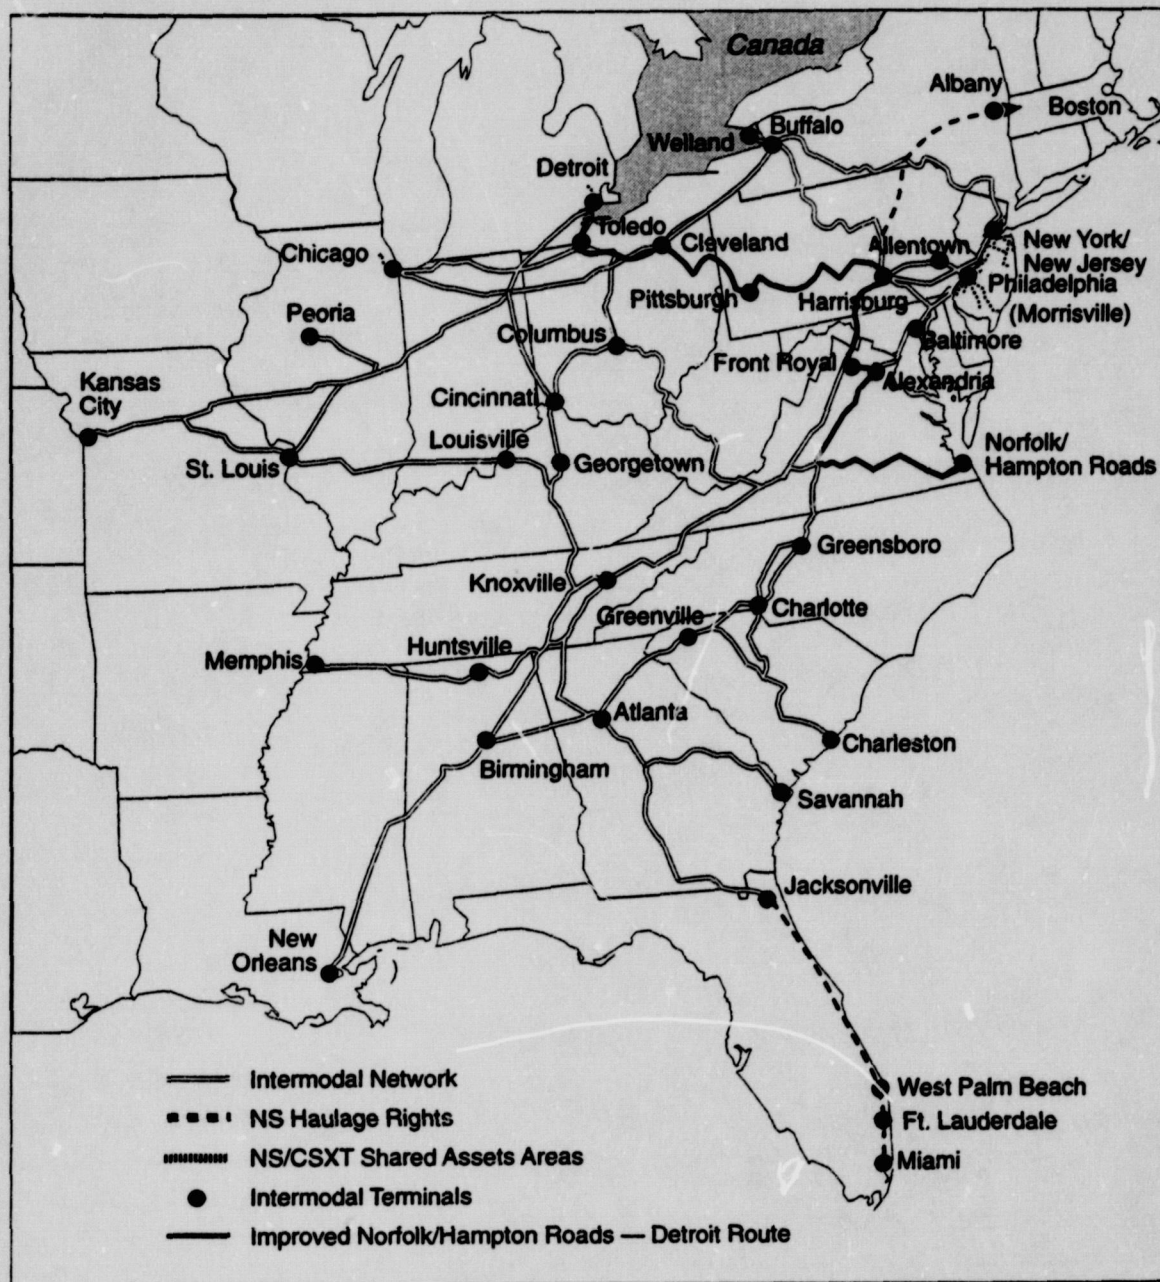 Canada
Albany
Boston
Buffalo
Welland
Detroit
Toledo
Cleveland
Allentown
New York/
New Jersey
Chicago
Pittsburgh
Harrisburg
Philadelphia
(Morrisville)
Peoria
Columbus
Baltimore
Front Royal
Alexandria
Kansas
City
Cincinnati
Louisville
St. Louis
Georgetown
Norfolk/
Hampton Roads
Greensboro
Knoxville
Greenville
Charlotte
Huntsville
Memphis
Atlanta
Charleston
Birmingham
Savannah
Jacksonville
New
Orleans
West Palm Beach
Ft. Lauderdale
Miami
Intermodal Network
NS Haulage Rights
NS/CSXT Shared Assets Areas
Intermodal Terminals
Improved Norfolk/Hampton Roads — Detroit Route